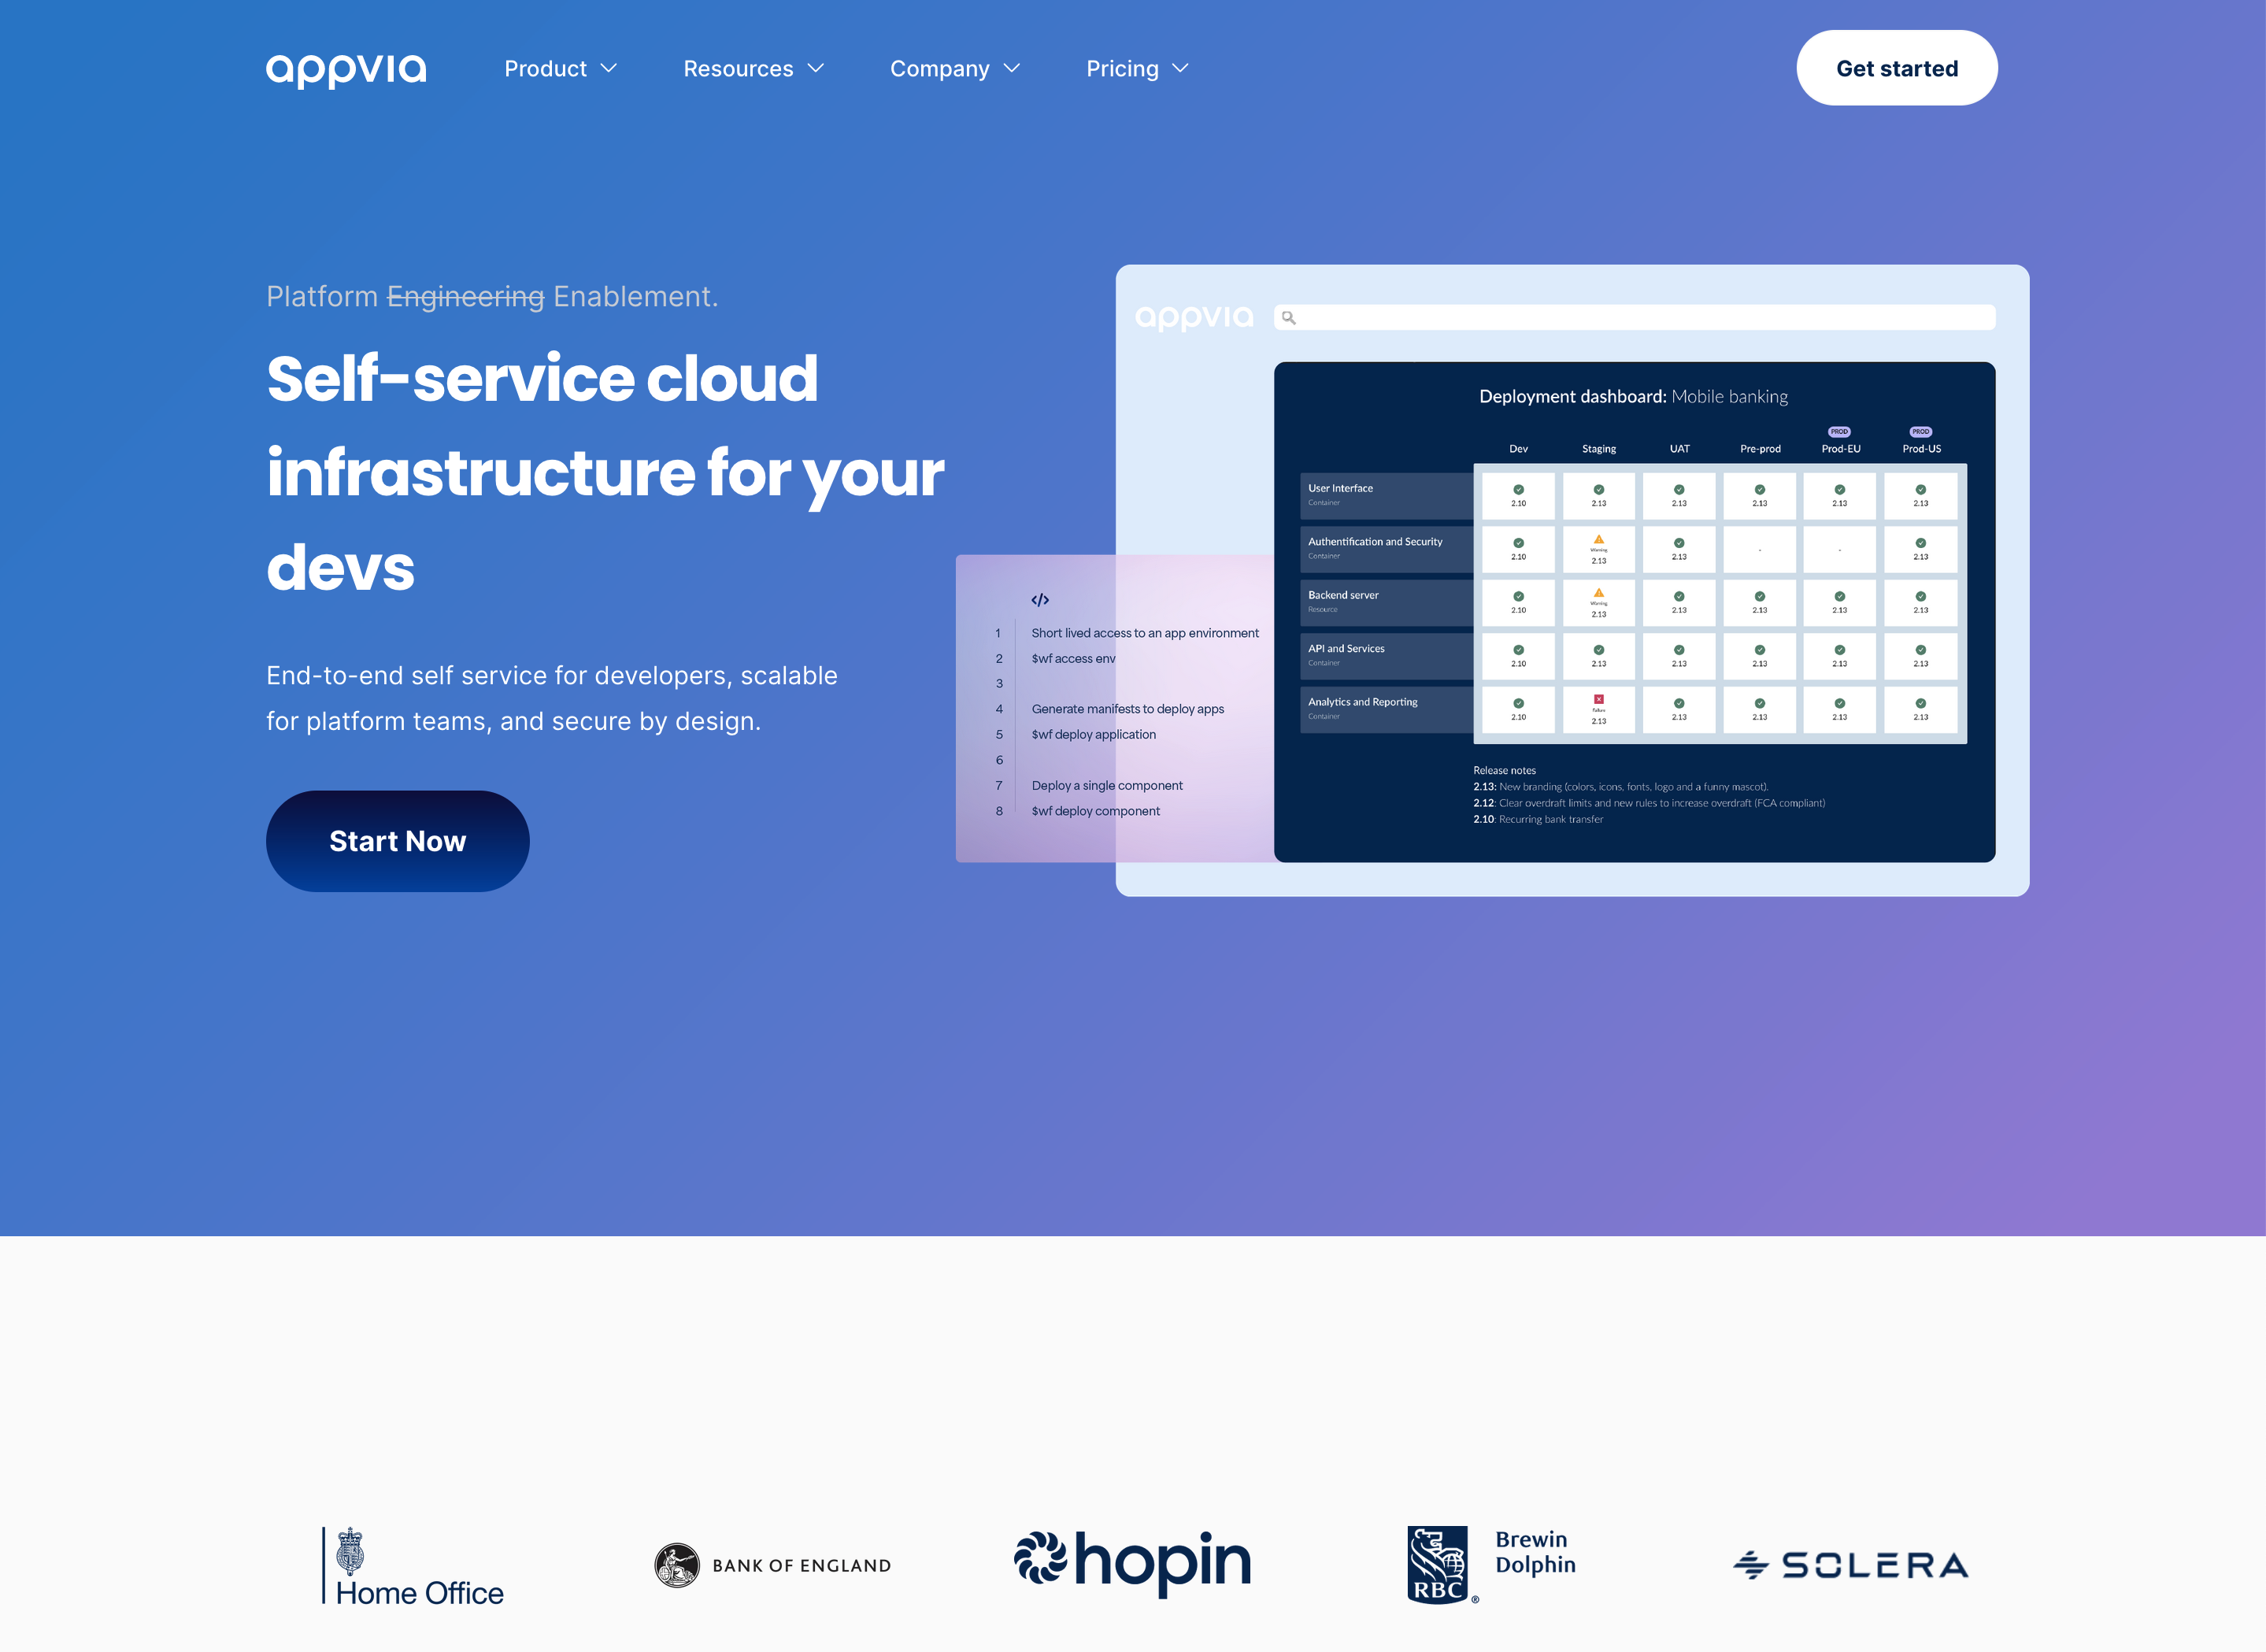 appvia
Product
Resources
Company
Pricing
Get started
Platform Engineering Enablement.
Self-service cloud
infrastructure for your
devs
End-to-end self service for developers, scalable
for platform teams, and secure by design.
Start Now
appvia
</>
1 Short lived access to an app environment
2 $wf access env
3
4 Generate manifests to deploy apps
5 $wf deploy application
6
7 Deploy a single component
8 $wf deploy component
Deployment dashboard: Mobile banking
PROD PROD
Dev Staging UAT Pre-prod Prod-EU Prod-US
User Interface
Container
2.10 2.13 2.13 2.13 2.13 2.13
Authentification and Security
Container
Warning
2.10 2.13 2.13 - - 2.13
Backend server
Resource
Warning
2.10 2.13 2.13 2.13 2.13 2.13
API and Services
Container
2.10 2.13 2.13 2.13 2.13 2.13
Analytics and Reporting
Container
Failure
2.10 2.13 2.13 2.13 2.13 2.13
Release notes
2.13: New branding (colors, icons, fonts, logo and a funny mascot).
2.12: Clear overdraft limits and new rules to increase overdraft (FCA compliant)
2.10: Recurring bank transfer
Home Office
BANK OF ENGLAND
hopin
RBC ®
Brewin
Dolphin
SOLERA